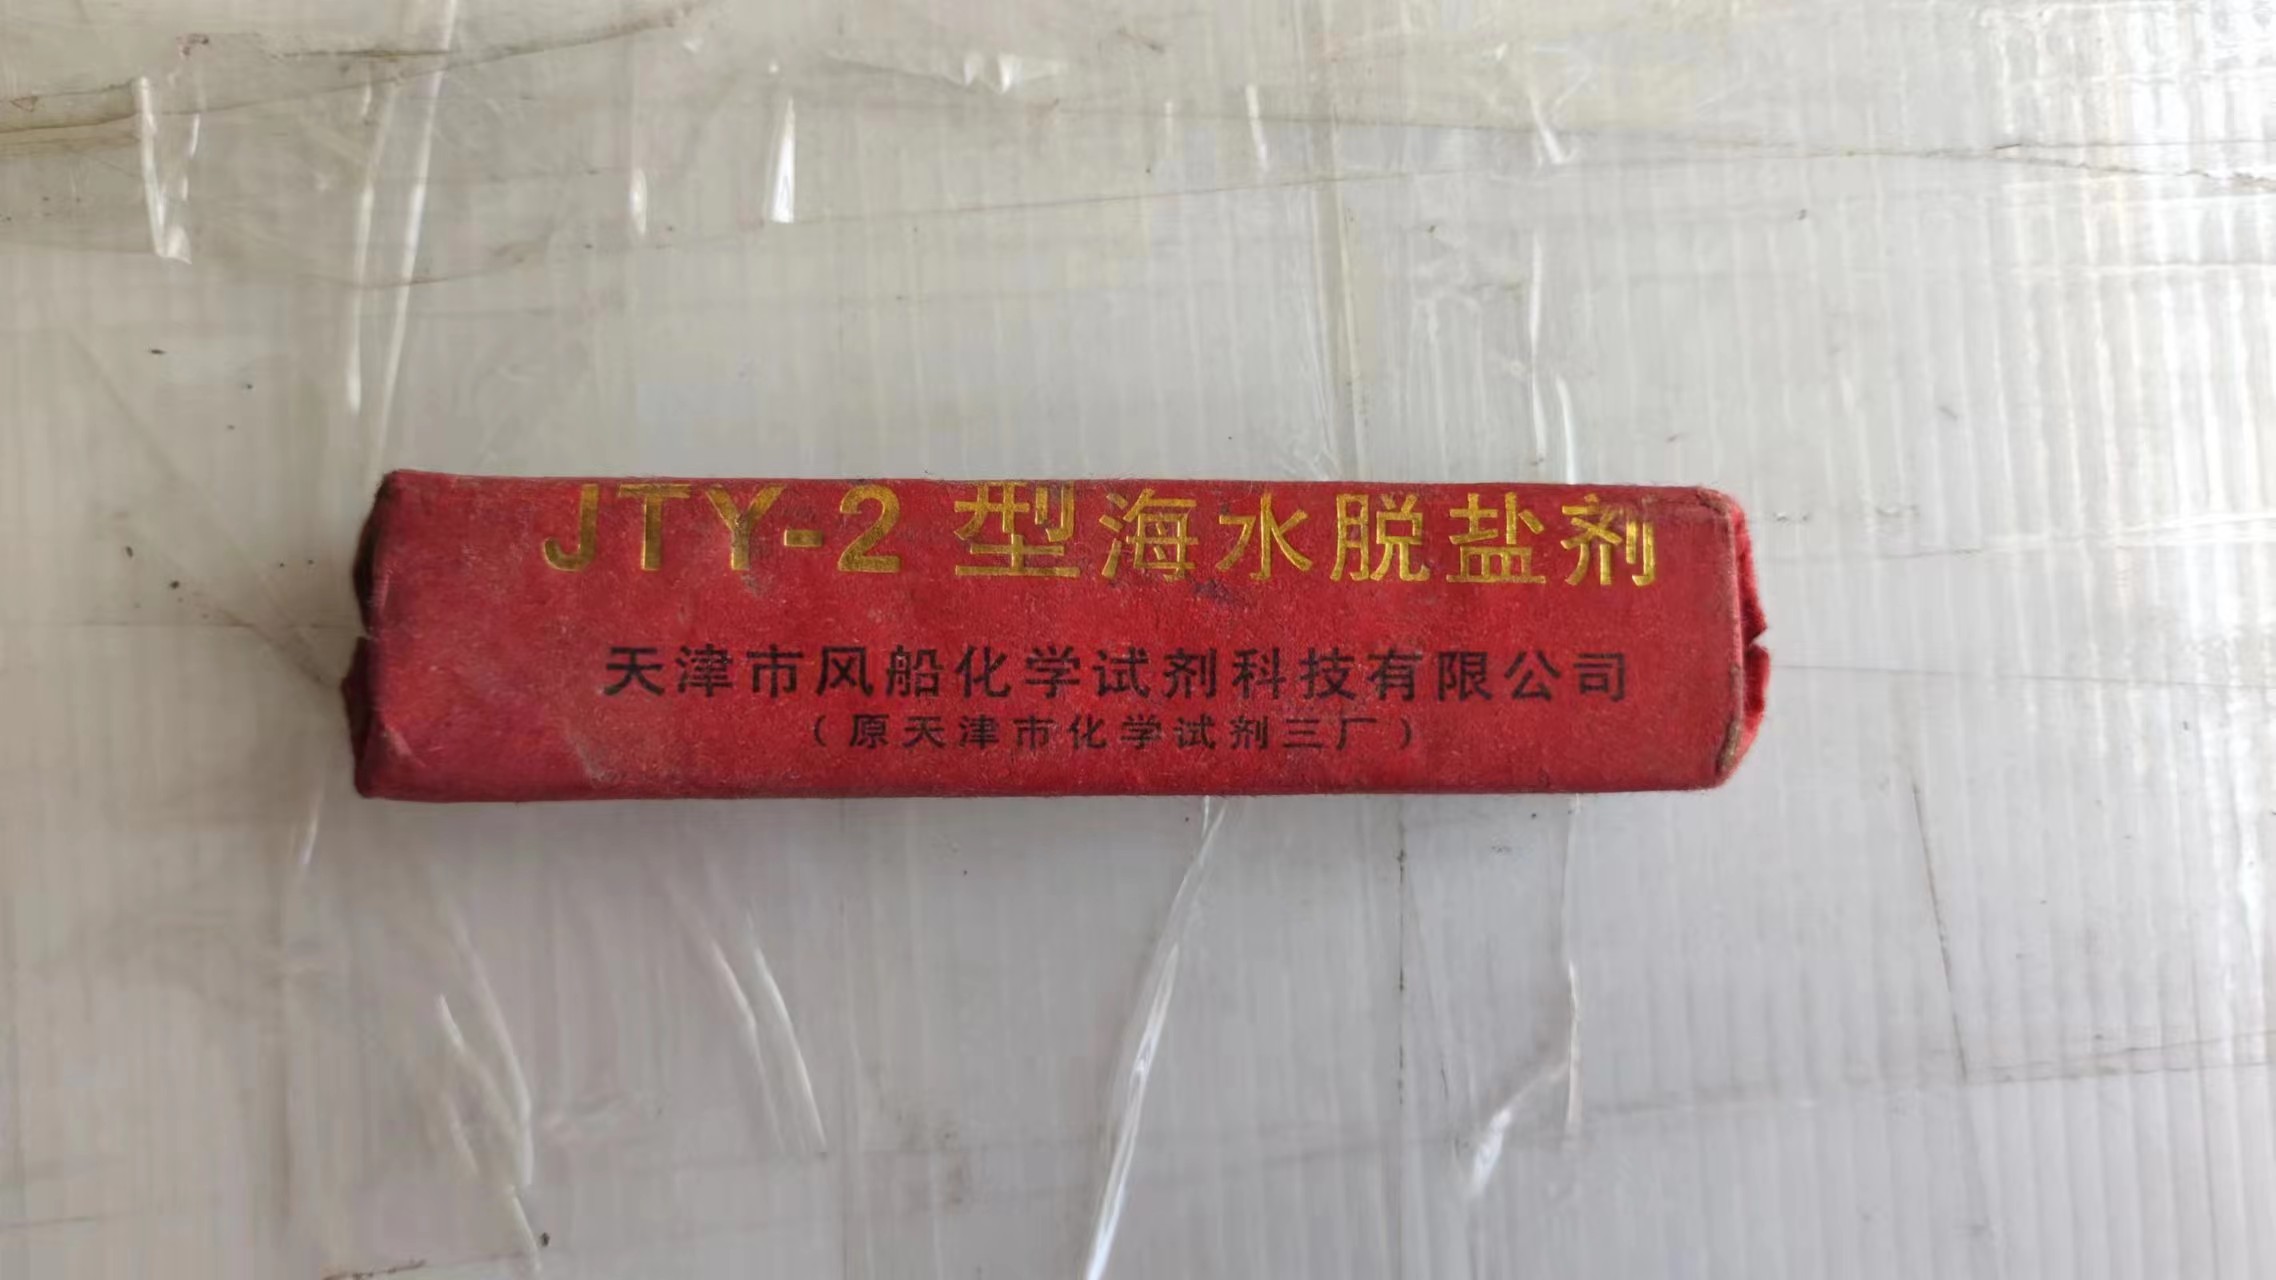 JTY-2型海水脱盐剂
天津市风船化学试剂科技有限公司
（原天津市化学试剂三厂）